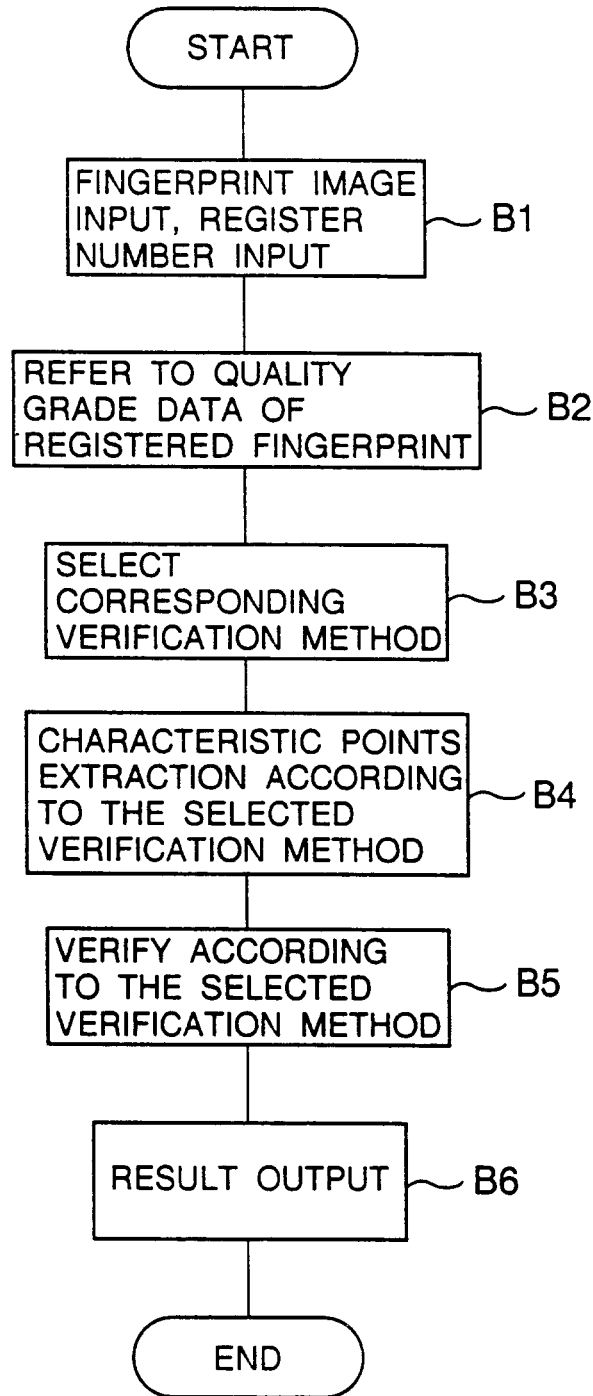 START
FINGERPRINT IMAGE
INPUT, REGISTER
NUMBER INPUT
B1
REFER TO QUALITY
GRADE DATA OF
REGISTERED FINGERPRINT
B2
SELECT
CORRESPONDING
VERIFICATION METHOD
B3
CHARACTERISTIC POINTS
EXTRACTION ACCORDING
TO THE SELECTED
VERIFICATION METHOD
B4
VERIFY ACCORDING
TO THE SELECTED
VERIFICATION METHOD
B5
RESULT OUTPUT
B6
END